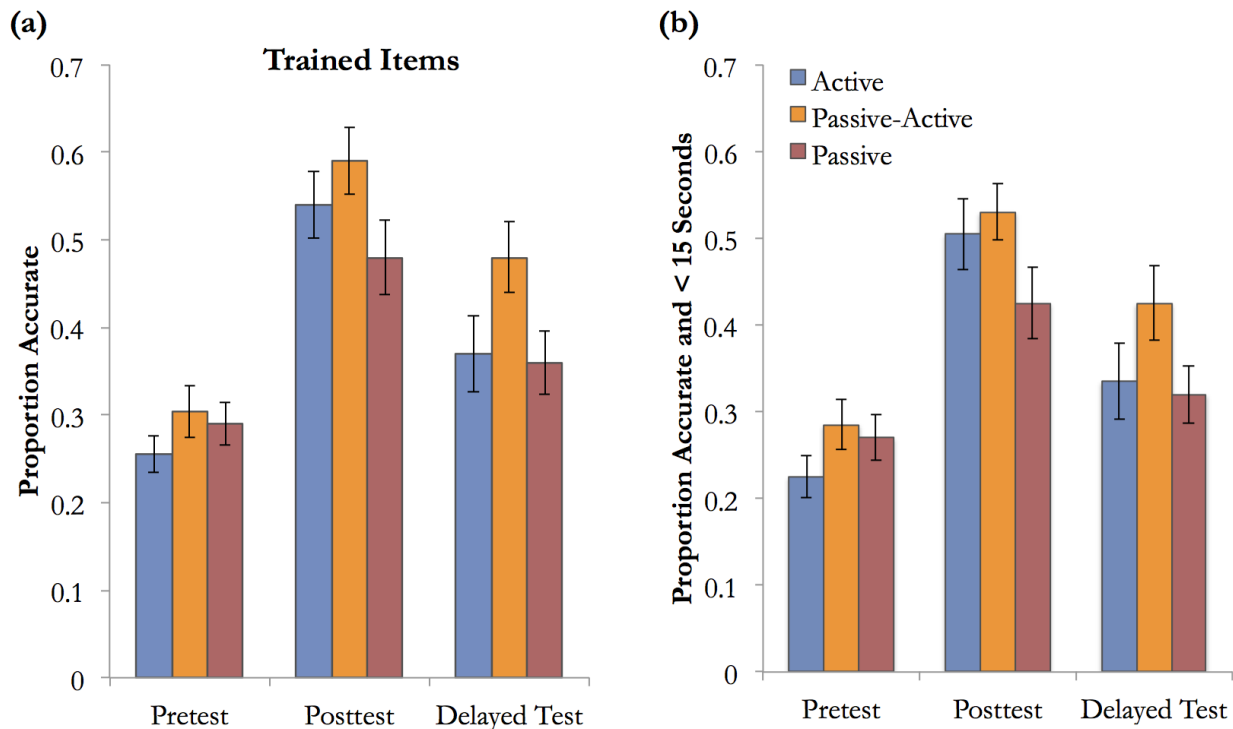 (a)
Trained Items
Proportion Accurate
0.7
0.6
0.5
0.4
0.3
0.2
0.1
0
Pretest
Posttest
Delayed Test
(b)
Proportion Accurate and < 15 Seconds
0.7
0.6
0.5
0.4
0.3
0.2
0.1
0
Active
Passive-Active
Passive
Pretest
Posttest
Delayed Test